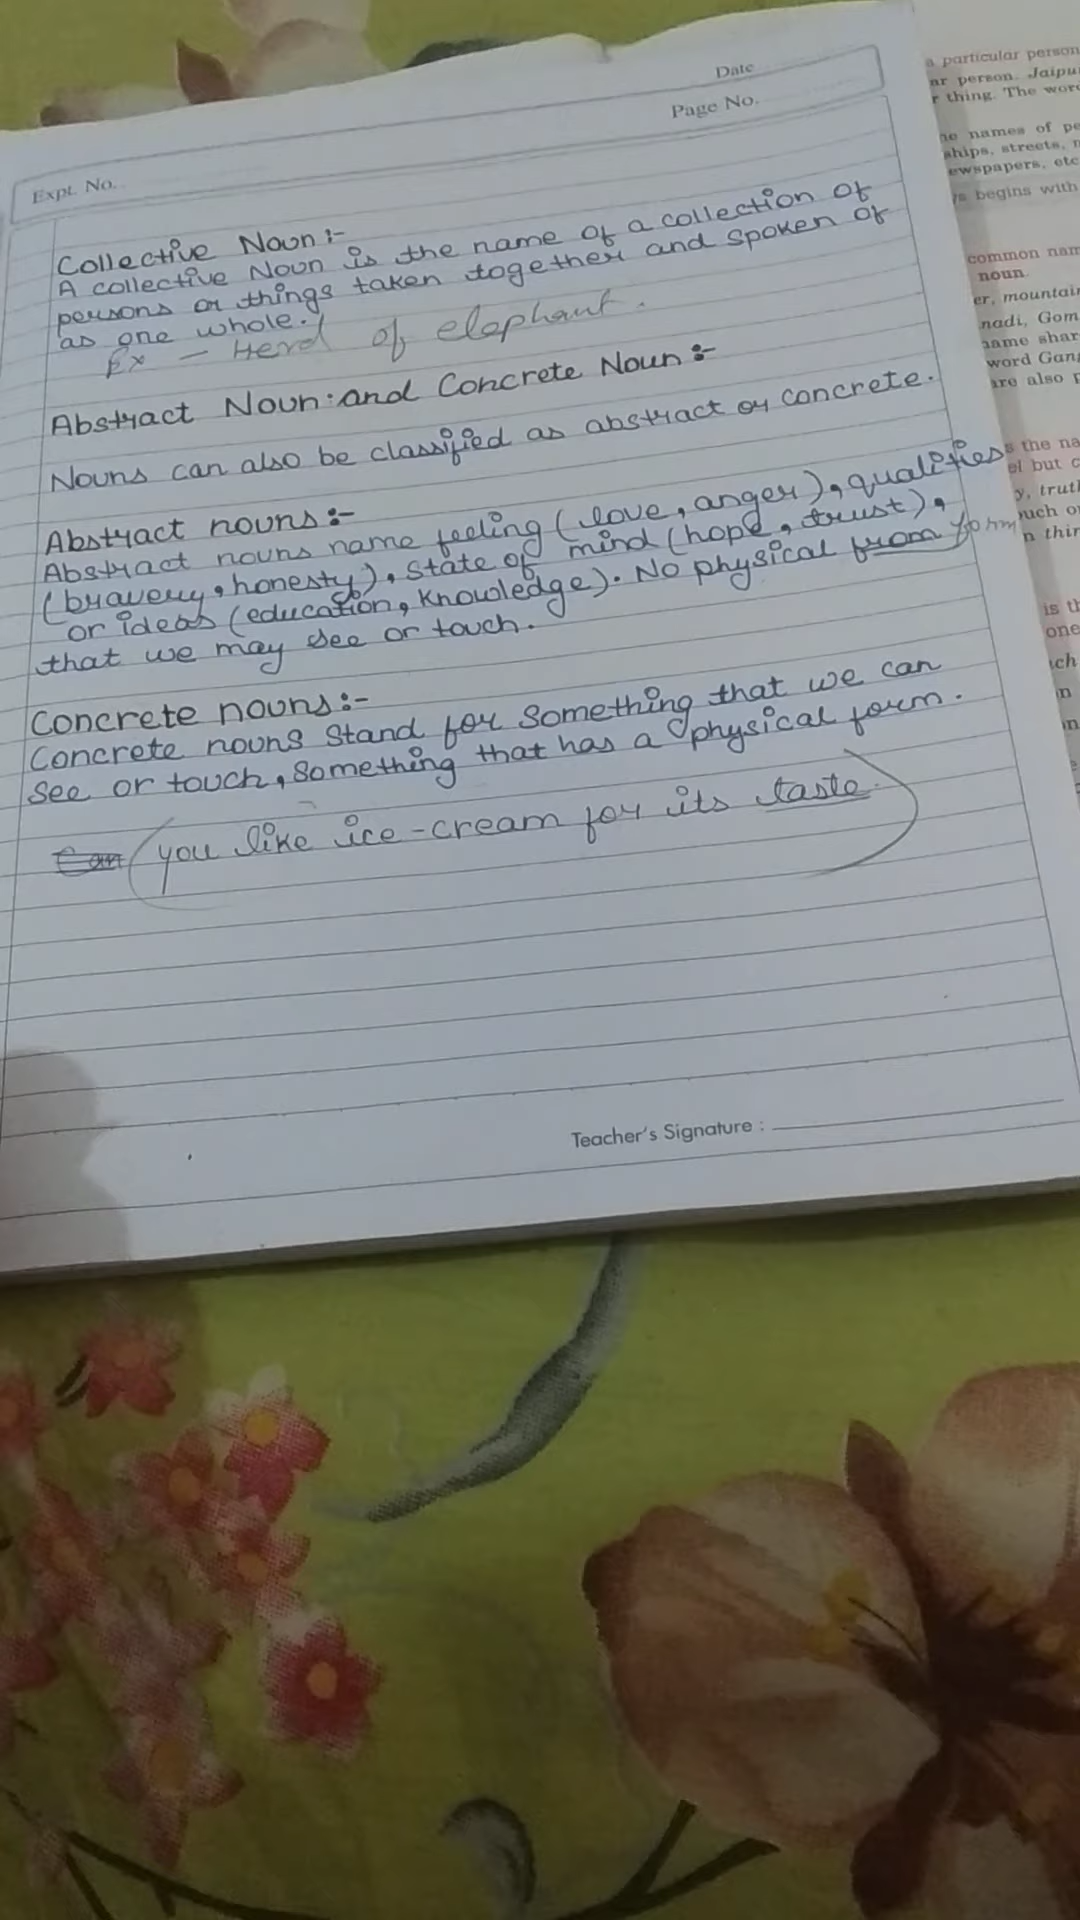 Date
Page No.
Expt. No.
Collective Noun :-
A collective Noun is the name of a collection of
persons or things taken together and spoken of
as one whole.
Ex - Herd of elephant.
Abstract Noun and Concrete Noun :-
Nouns can also be classified as abstract or concrete.
Abstract nouns :-
Abstract nouns name feeling (love, anger), qualities
(bravery, honesty), state of mind (hope, trust),
or ideas (education, knowledge). No physical from form
that we may see or touch.
Concrete nouns :-
Concrete nouns stand for something that we can
see or touch, something that has a physical form.
Can (you like ice-cream for its taste.)
Teacher's Signature :
a particular person
ar person. Jaipu
r thing. The wor
he names of pe
ships, streets,
ewspapers, etc
s begins with
common nam
noun.
er, mountain
nadi, Gom
name shar
word Gang
are also p
s the na
el but c
y, truth
uch o
n thin
is th
one
ch
n
in